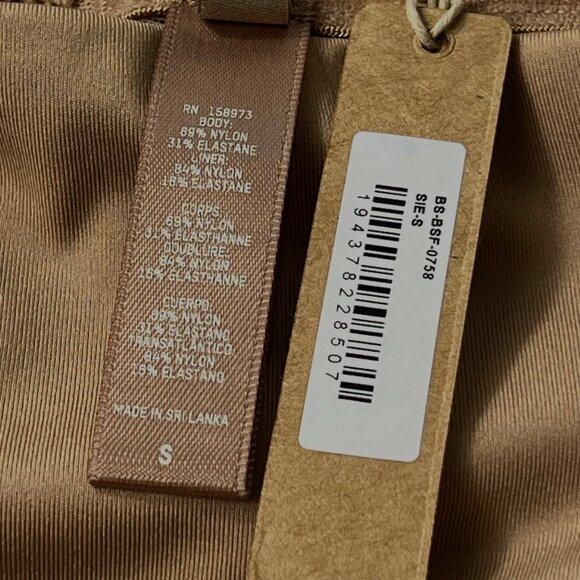 RN 158973
BODY:
69% NYLON
31% ELASTANE
LINER:
84% NYLON
16% ELASTANE
CORPS:
69% NYLON
31% ELASTHANNE
DOUBLURE:
84% NYLON
16% ELASTHANNE
CUERPO:
69% NYLON
31% ELASTANO
TRANSATLANTICO:
84% NYLON
16% ELASTANO
MADE IN SRI LANKA
S
BS-BSF-0758
SIE-S
194378228507